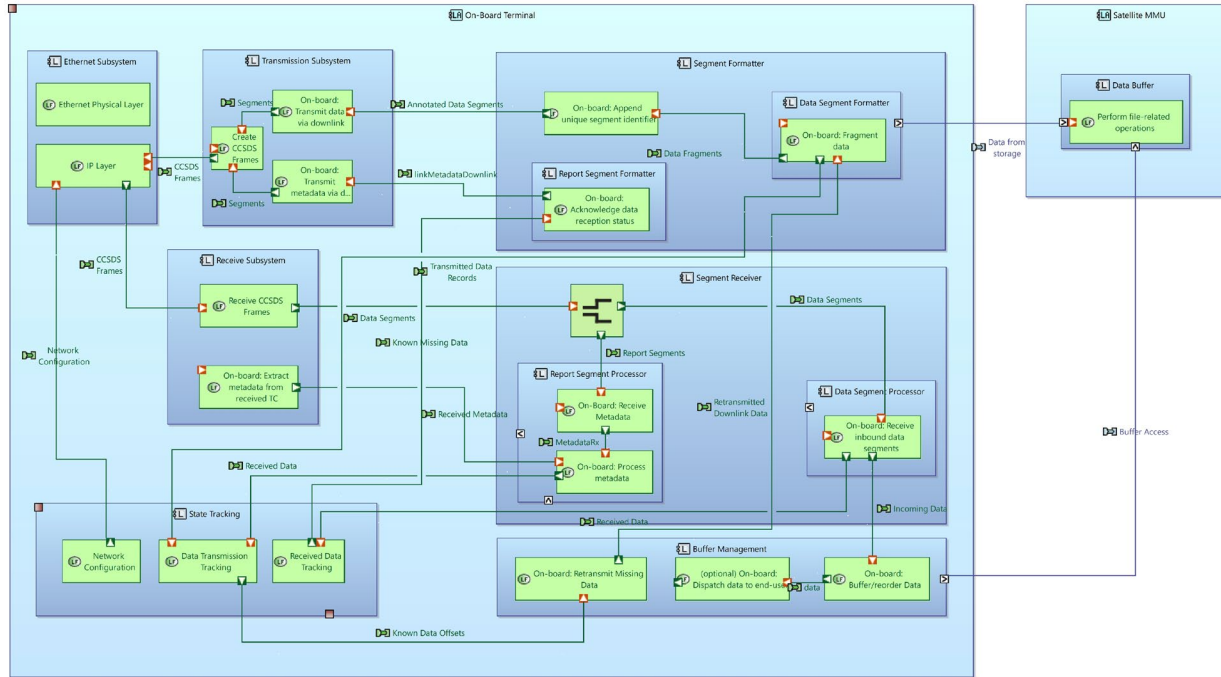 On-Board Terminal
Satellite MMU
Ethernet Subsystem
Ethernet Physical Layer
IP Layer
CCSDS
Frames
Transmission Subsystem
Segments
On-board:
Transmit data
via downlink
Create
CCSDS
Frames
On-board:
Transmit
metadata via d...
Segments
Annotated Data Segments
linkMetadataDownlink
Segment Formatter
On-board: Append
unique segment identifier
Data Fragments
Data Segment Formatter
On-board: Fragment
data
Report Segment Formatter
On-board:
Acknowledge data
reception status
Data from
storage
Data Buffer
Perform file-related
operations
Buffer Access
CCSDS
Frames
Receive Subsystem
Receive CCSDS
Frames
On-board: Extract
metadata from
received TC
Transmitted Data
Records
Data Segments
Known Missing Data
Network
Configuration
Received Metadata
Received Data
Segment Receiver
Data Segments
Report Segments
Report Segment Processor
On-Board: Receive
Metadata
MetadataRx
On-board: Process
metadata
Retransmitted
Downlink Data
Data Segment Processor
On-board: Receive
inbound data
segments
Incoming Data
Received Data
State Tracking
Network
Configuration
Data Transmission
Tracking
Received Data
Tracking
Known Data Offsets
Buffer Management
On-board: Retransmit Missing
Data
(optional) On-board:
Dispatch data to end-user
data
On-board:
Buffer/reorder Data